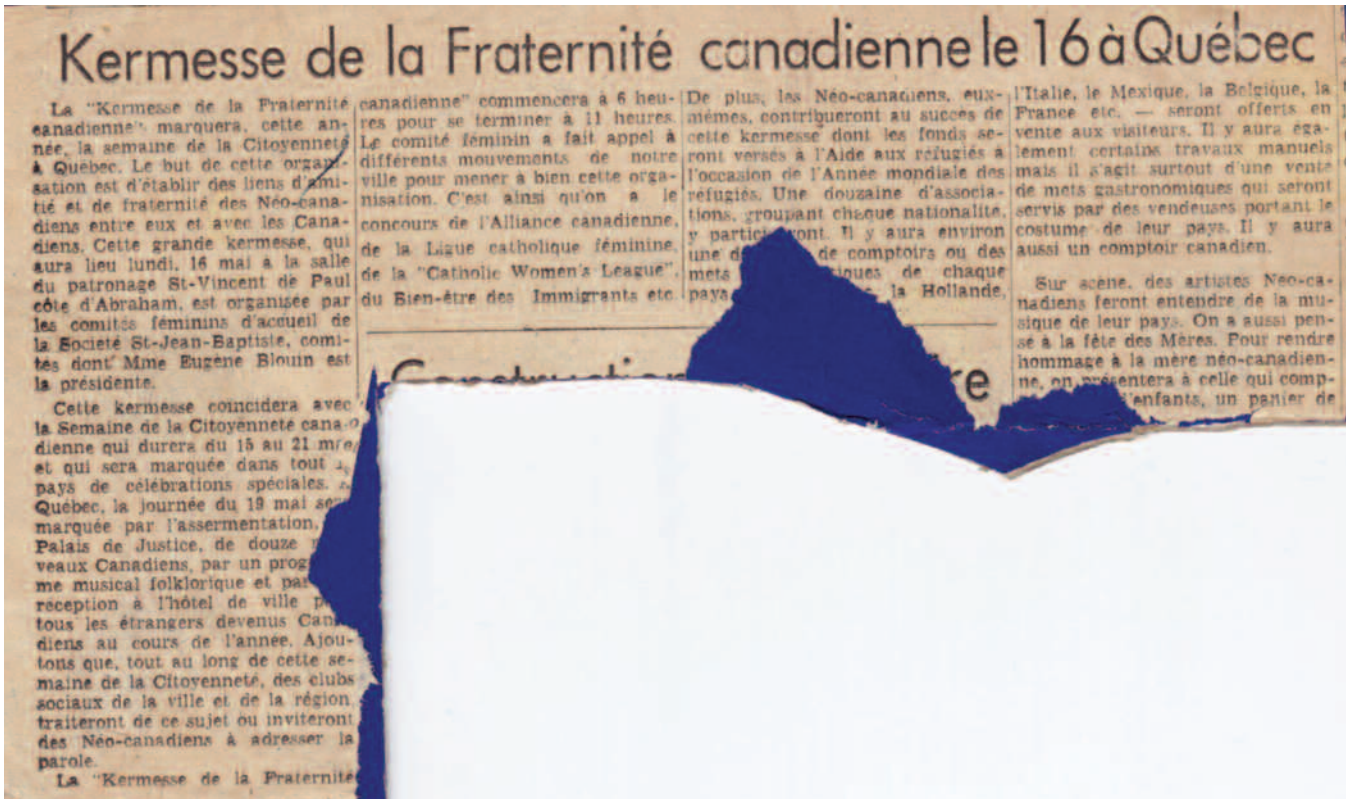 Kermesse de la Fraternité canadienne le 16 à Québec
La "Kermesse de la Fraternité
canadienne" marquera, cette an-
née, la semaine de la Citoyenneté
à Québec. Le but de cette organi-
sation est d'établir des liens d'ami-
tié et de fraternité des Néo-cana-
diens entre eux et avec les Cana-
diens. Cette grande kermesse, qui
aura lieu lundi, 16 mai à la salle
du patronage St-Vincent de Paul
côte d'Abraham, est organisée par
les comités féminins d'accueil de
la Société St-Jean-Baptiste, comi-
tés dont Mme Eugène Blouin est
la présidente.
Cette kermesse coincidera avec
la Semaine de la Citoyenneté cana-
dienne qui durera du 15 au 21 mai
et qui sera marquée dans tout
pays de célébrations spéciales.
Québec, la journée du 19 mai
marquée par l'assermentation,
Palais de Justice, de douze
veaux Canadiens, par un prog
me musical folklorique et par
réception à l'hôtel de ville
tous les étrangers devenus Cana
diens au cours de l'année. Ajou-
tons que, tout au long de cette se-
maine de la Citoyenneté, des clubs
sociaux de la ville et de la région
traiteront de ce sujet ou inviteront
des Néo-canadiens à adresser la
parole.
La "Kermesse de la Fraternité
canadienne" commencera à 6 heu-
res pour se terminer à 11 heures.
Le comité féminin a fait appel à
différents mouvements de notre
ville pour mener à bien cette orga-
nisation. C'est ainsi qu'on a le
concours de l'Alliance canadienne,
de la Ligue catholique féminine,
de la "Catholic Women's League",
du Bien-être des Immigrants etc.
De plus, les Néo-canadiens, eux-
mêmes, contribueront au succès de
cette kermesse dont les fonds se-
ront versés à l'Aide aux réfugiés à
l'occasion de l'Année mondiale des
réfugiés. Une douzaine d'associa-
tions, groupant chaque nationalité,
y partici ront. Il y aura environ
une d de comptoirs ou des
mets iques de chaque
pays la Hollande,
l'Italie, le Mexique, la Belgique, la
France etc. — seront offerts en
vente aux visiteurs. Il y aura éga-
lement certains travaux manuels
mais il s'agit surtout d'une vente
de mets gastronomiques qui seront
servis par des vendeuses portant le
costume de leur pays. Il y aura
aussi un comptoir canadien.
Sur scène, des artistes Néo-ca-
nadiens feront entendre de la mu-
sique de leur pays. On a aussi pen-
sé à la fête des Mères. Pour rendre
hommage à la mère néo-canadien-
ne, on présentera à celle qui comp-
d'enfants, un panier de
Construction re